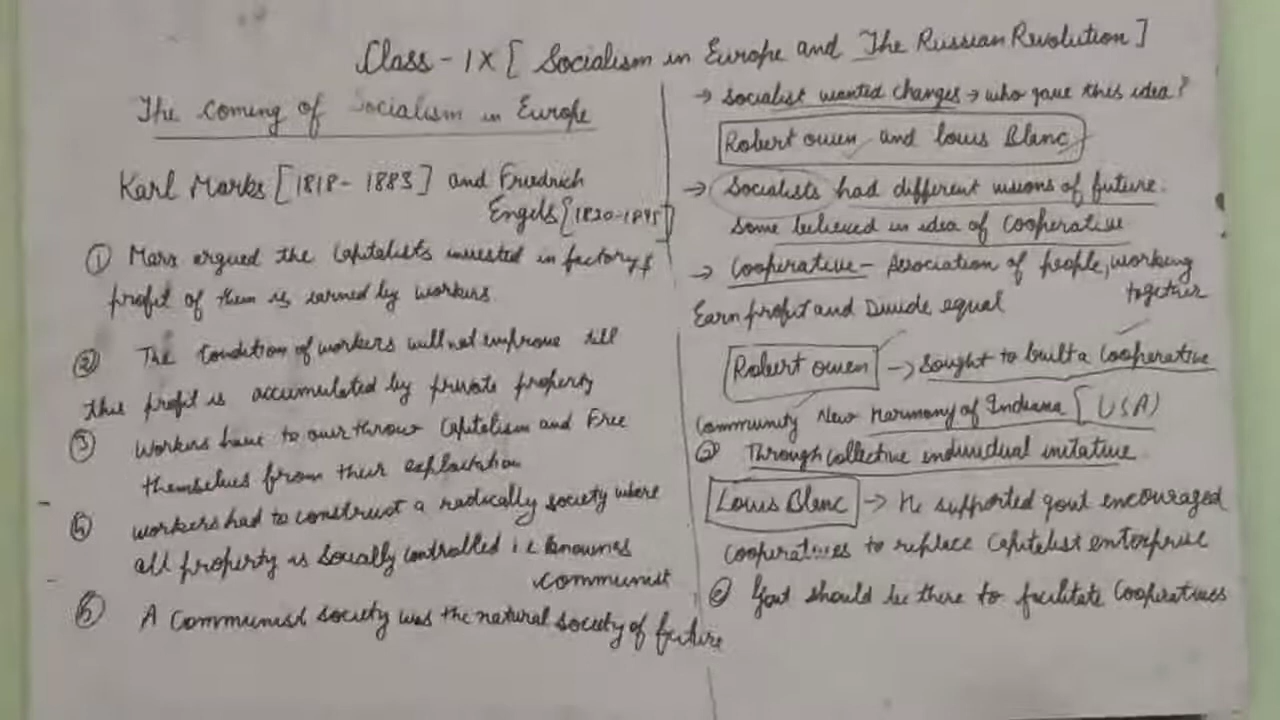 Class - IX [ Socialism in Europe and The Russian Revolution ]
The coming of Socialism in Europe
Karl Marks [1818 - 1883] and Friedrich
Engels [1820-1895]
① Marx argued the Capitalists invested in factory &
profit of them is earned by workers
② The Condition of workers will not improve till
this profit is accumulated by private property
③ Workers have to overthrow Capitalism and Free
themselves from their exploitation
④ workers had to construct a radically society where
all property is Socially controlled i.e. known as
communist
⑤ A Communist society was the natural society of future
→ Socialist wanted changes → who gave this idea?
Robert owen and Louis Blanc
→ Socialists had different visions of future.
Some believed in idea of cooperative
→ Cooperative - Association of people, working
together
Earn profit and Divide equal
Robert owen → Sought to built a Cooperative
Community New Harmony of Indiana [USA)
Through collective individual initiative
Louis Blanc → He supported govt encouraged
cooperatives to replace Capitalist enterprise
Govt should be there to facilitate Cooperatives